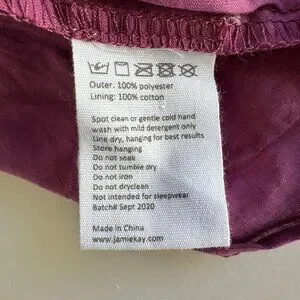 Outer: 100% polyester
Lining: 100% cotton
Spot clean or gentle cold hand
wash with mild detergent only
Line dry, hanging for best results
Store hanging
Do not soak
Do not tumble dry
Do not iron
Do not dryclean
Not intended for sleepwear
Batch# Sept 2020
Made in China
www.jamiekay.com